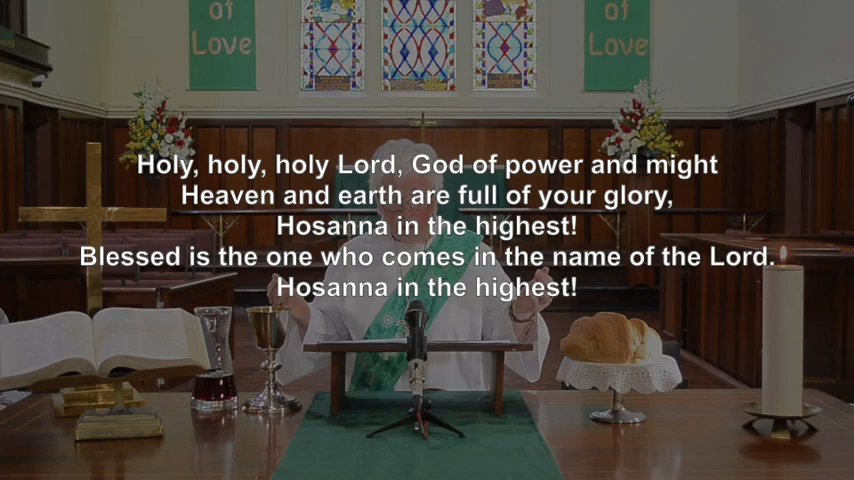 of
Love
of
Love
Holy, holy, holy Lord, God of power and might
Heaven and earth are full of your glory,
Hosanna in the highest!
Blessed is the one who comes in the name of the Lord.
Hosanna in the highest!